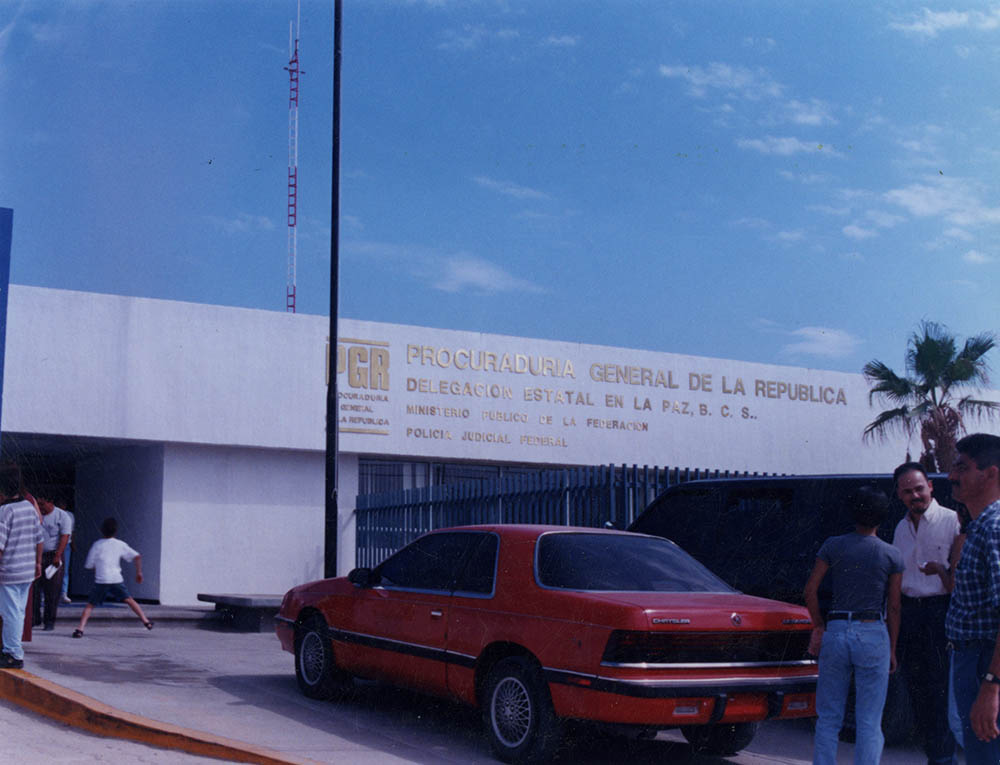 PGR
PROCURADURIA
GENERAL
LA REPUBLICA
PROCURADURIA GENERAL DE LA REPUBLICA
DELEGACION ESTATAL EN LA PAZ, B. C. S..
MINISTERIO PUBLICO DE LA FEDERACION
POLICIA JUDICIAL FEDERAL
CHRYSLER